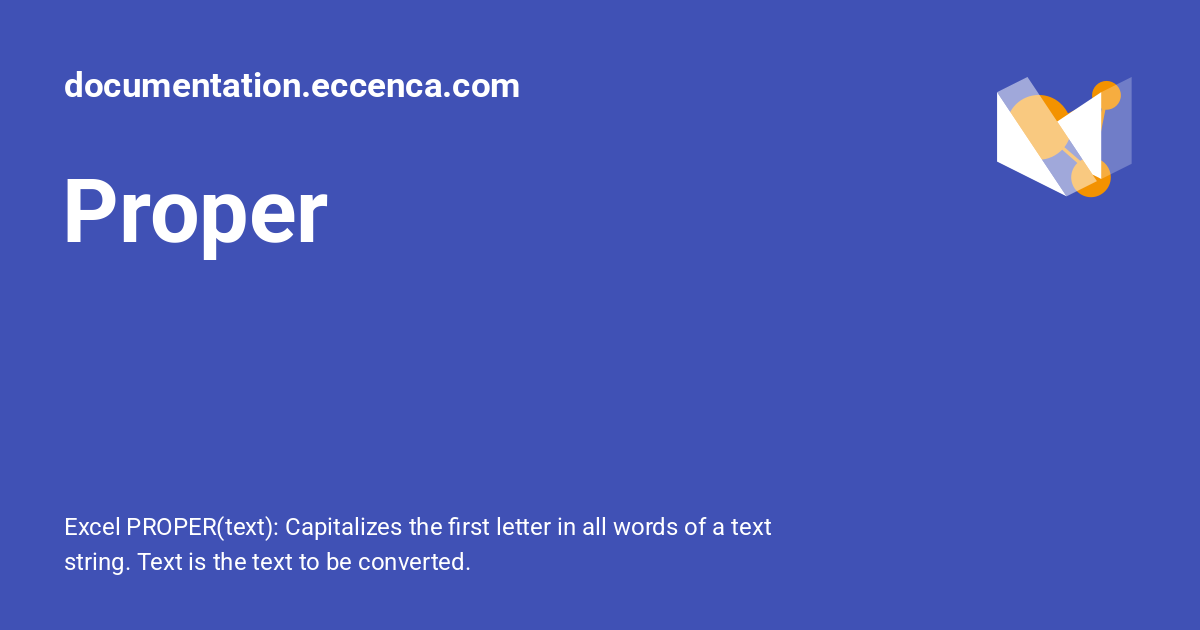 documentation.eccenca.com
Proper
Excel PROPER(text): Capitalizes the first letter in all words of a text
string. Text is the text to be converted.